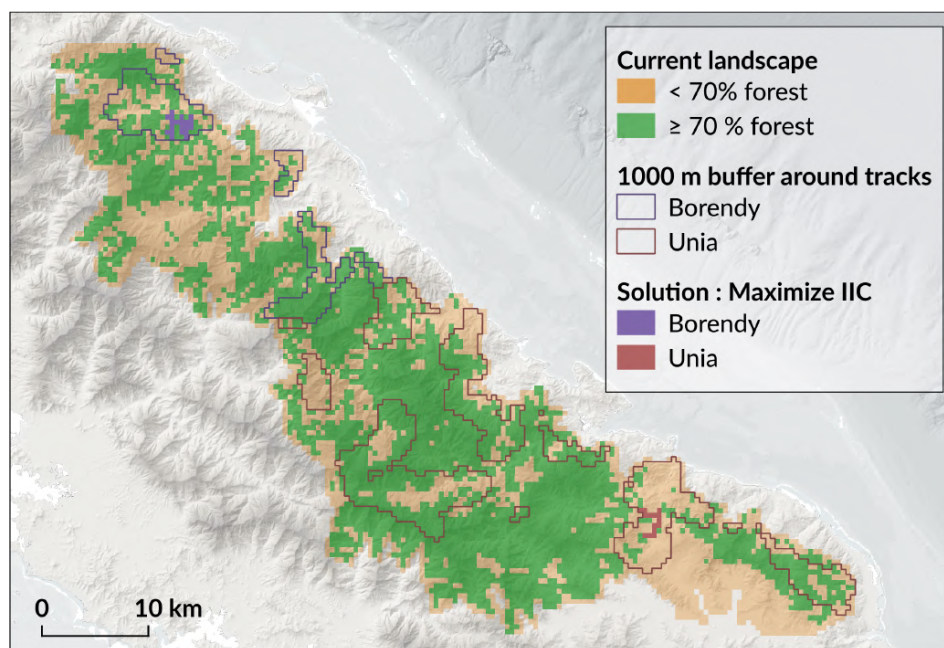 Current landscape
< 70% forest
≥ 70 % forest
1000 m buffer around tracks
Borendy
Unia
Solution : Maximize IIC
Borendy
Unia
0 10 km